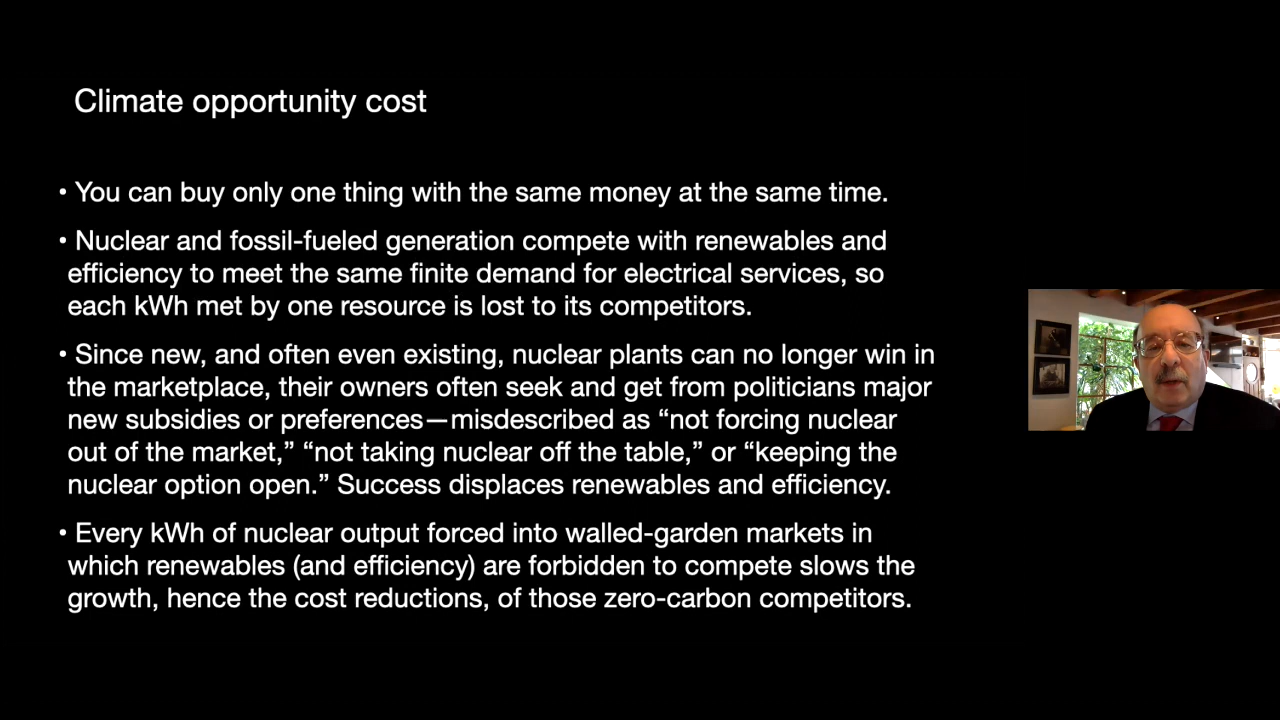 Climate opportunity cost
• You can buy only one thing with the same money at the same time.
• Nuclear and fossil-fueled generation compete with renewables and
efficiency to meet the same finite demand for electrical services, so
each kWh met by one resource is lost to its competitors.
• Since new, and often even existing, nuclear plants can no longer win in
the marketplace, their owners often seek and get from politicians major
new subsidies or preferences—misdescribed as “not forcing nuclear
out of the market,” “not taking nuclear off the table,” or “keeping the
nuclear option open.” Success displaces renewables and efficiency.
• Every kWh of nuclear output forced into walled-garden markets in
which renewables (and efficiency) are forbidden to compete slows the
growth, hence the cost reductions, of those zero-carbon competitors.